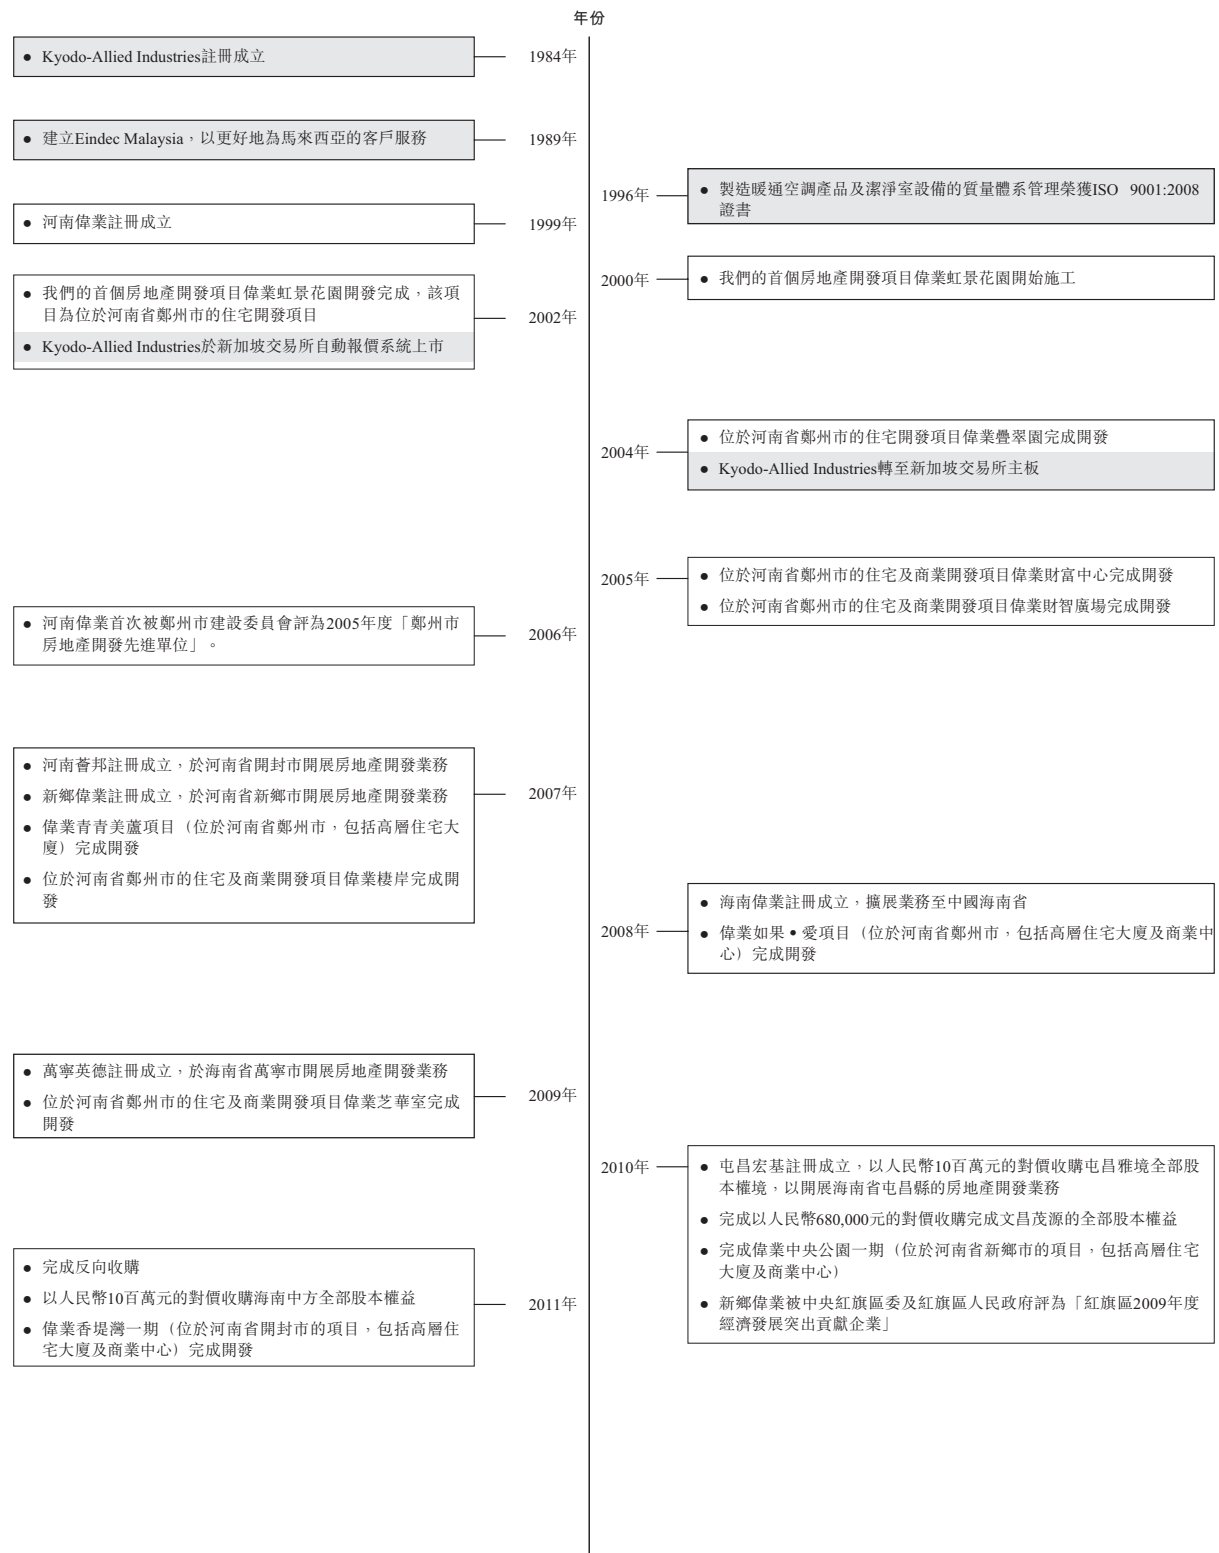 年份
● Kyodo-Allied Industries註冊成立
1984年
● 建立Eindec Malaysia，以更好地為馬來西亞的客戶服務
1989年
1996年
● 製造暖通空調產品及潔淨室設備的質量體系管理榮獲ISO 9001:2008
證書
● 河南偉業註冊成立
1999年
2000年
● 我們的首個房地產開發項目偉業虹景花園開始施工
● 我們的首個房地產開發項目偉業虹景花園開發完成，該項
目為位於河南省鄭州市的住宅開發項目
● Kyodo-Allied Industries於新加坡交易所自動報價系統上市
2002年
2004年
● 位於河南省鄭州市的住宅開發項目偉業疊翠園完成開發
● Kyodo-Allied Industries轉至新加坡交易所主板
2005年
● 位於河南省鄭州市的住宅及商業開發項目偉業財富中心完成開發
● 位於河南省鄭州市的住宅及商業開發項目偉業財智廣場完成開發
● 河南偉業首次被鄭州市建設委員會評為2005年度「鄭州市
房地產開發先進單位」。
2006年
● 河南薈邦註冊成立，於河南省開封市開展房地產開發業務
● 新鄉偉業註冊成立，於河南省新鄉市開展房地產開發業務
● 偉業青青美蘆項目（位於河南省鄭州市，包括高層住宅大
廈）完成開發
● 位於河南省鄭州市的住宅及商業開發項目偉業棲岸完成開
發
2007年
2008年
● 海南偉業註冊成立，擴展業務至中國海南省
● 偉業如果•愛項目（位於河南省鄭州市，包括高層住宅大廈及商業中
心）完成開發
● 萬寧英德註冊成立，於海南省萬寧市開展房地產開發業務
● 位於河南省鄭州市的住宅及商業開發項目偉業芝華室完成
開發
2009年
2010年
● 屯昌宏基註冊成立，以人民幣10百萬元的對價收購屯昌雅境全部股
本權境，以開展海南省屯昌縣的房地產開發業務
● 完成以人民幣680,000元的對價收購完成文昌茂源的全部股本權益
● 完成偉業中央公園一期（位於河南省新鄉市的項目，包括高層住宅
大廈及商業中心）
● 新鄉偉業被中央紅旗區委及紅旗區人民政府評為「紅旗區2009年度
經濟發展突出貢獻企業」
● 完成反向收購
● 以人民幣10百萬元的對價收購海南中方全部股本權益
● 偉業香堤灣一期（位於河南省開封市的項目，包括高層住
宅大廈及商業中心）完成開發
2011年